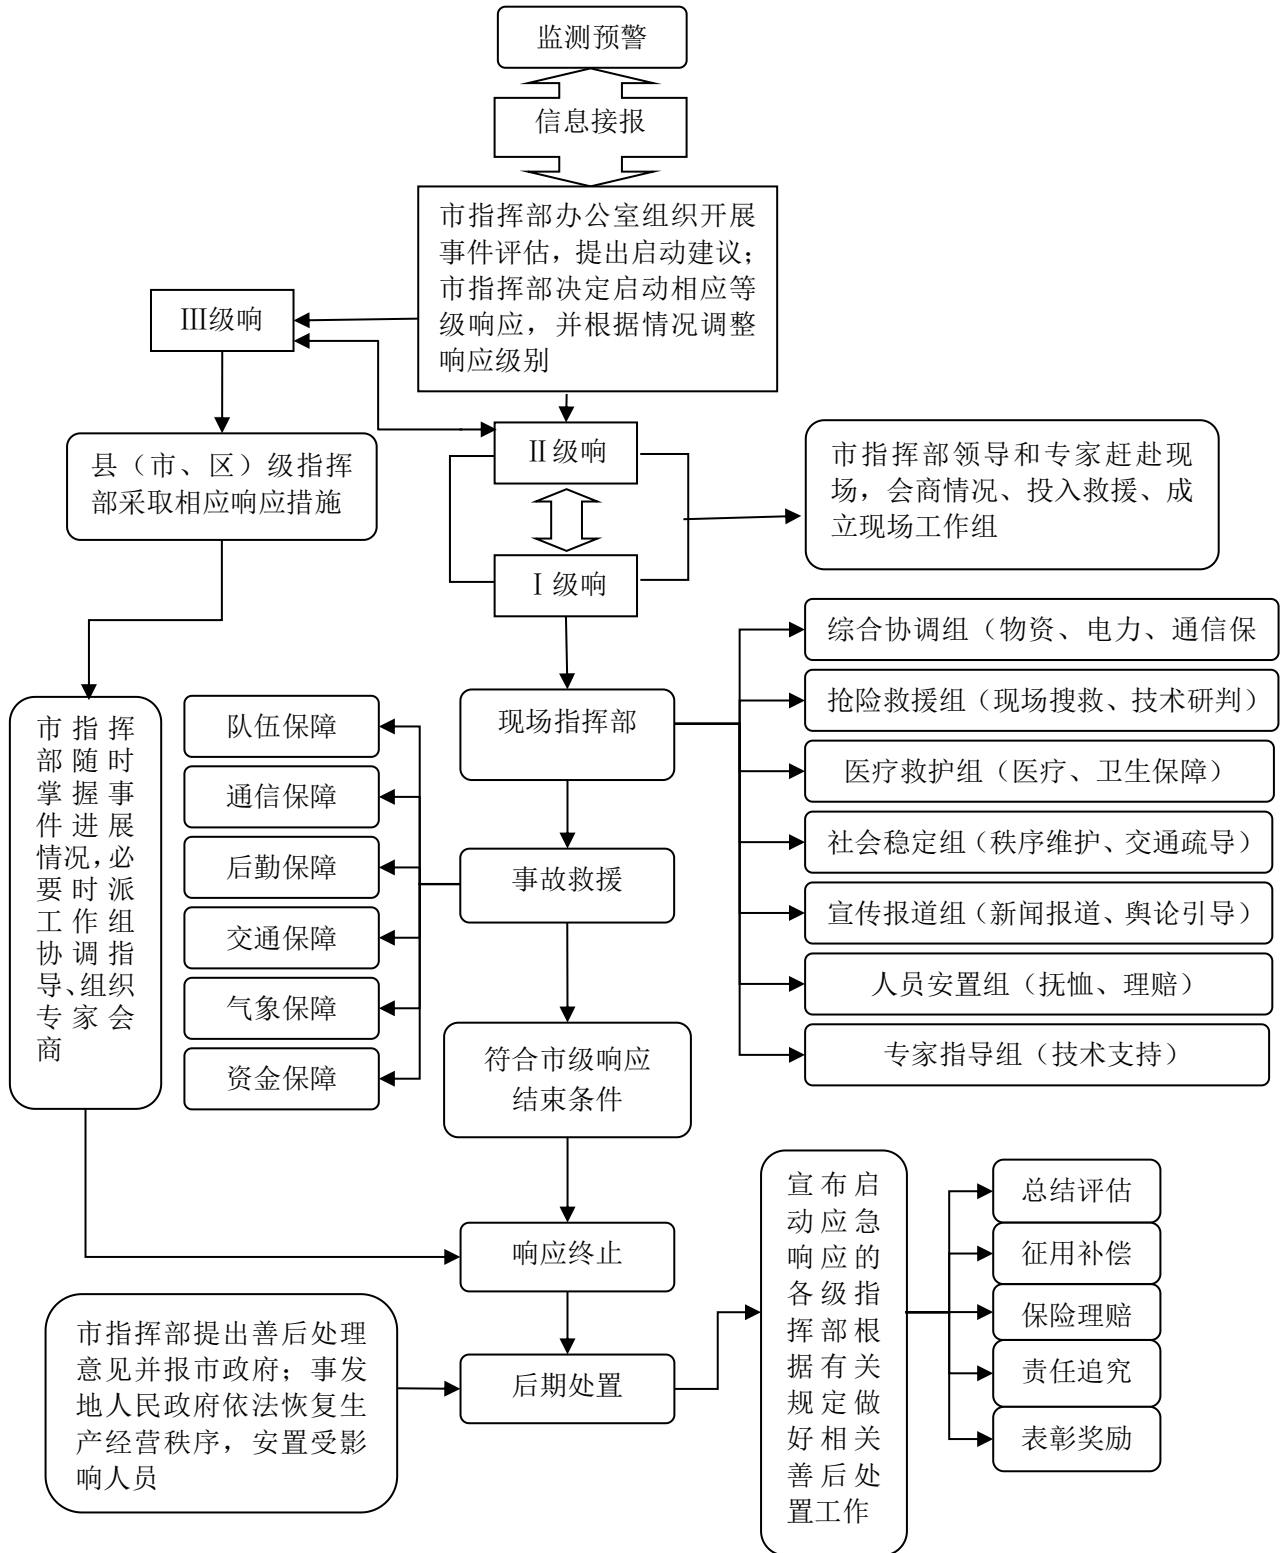 监测预警
信息接报
市指挥部办公室组织开展
事件评估，提出启动建议；
市指挥部决定启动相应等
级响应，并根据情况调整
响应级别
Ⅲ级响
县（市、区）级指挥
部采取相应响应措施
Ⅱ级响
Ⅰ级响
市指挥部领导和专家赶赴现
场，会商情况、投入救援、成
立现场工作组
综合协调组（物资、电力、通信保
抢险救援组（现场搜救、技术研判）
医疗救护组（医疗、卫生保障）
社会稳定组（秩序维护、交通疏导）
宣传报道组（新闻报道、舆论引导）
人员安置组（抚恤、理赔）
专家指导组（技术支持）
现场指挥部
事故救援
队伍保障
通信保障
后勤保障
交通保障
气象保障
资金保障
市指挥
部随时
掌握事
件进展
情况，必
要时派
工作组
协调指
导、组织
专家会
商
符合市级响应
结束条件
响应终止
后期处置
市指挥部提出善后处理
意见并报市政府；事发
地人民政府依法恢复生
产经营秩序，安置受影
响人员
宣布启
动应急
响应的
各级指
挥部根
据有关
规定做
好相关
善后处
置工作
总结评估
征用补偿
保险理赔
责任追究
表彰奖励